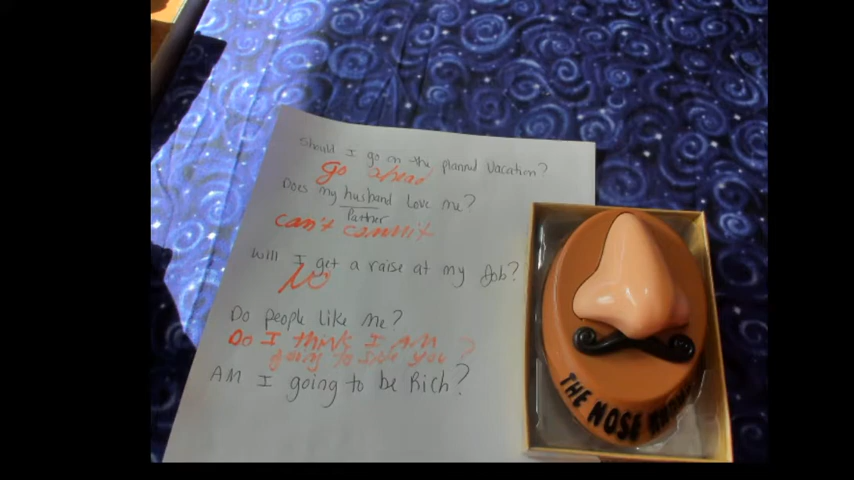 Should I go on the planned Vacation?
go ahead
Does my husband Love me?
Partner
can't commit
Will I get a raise at my Job?
No
Do people like me?
Do I think I am
going to you?
AM I going to be Rich?
THE NOSE KNOWS